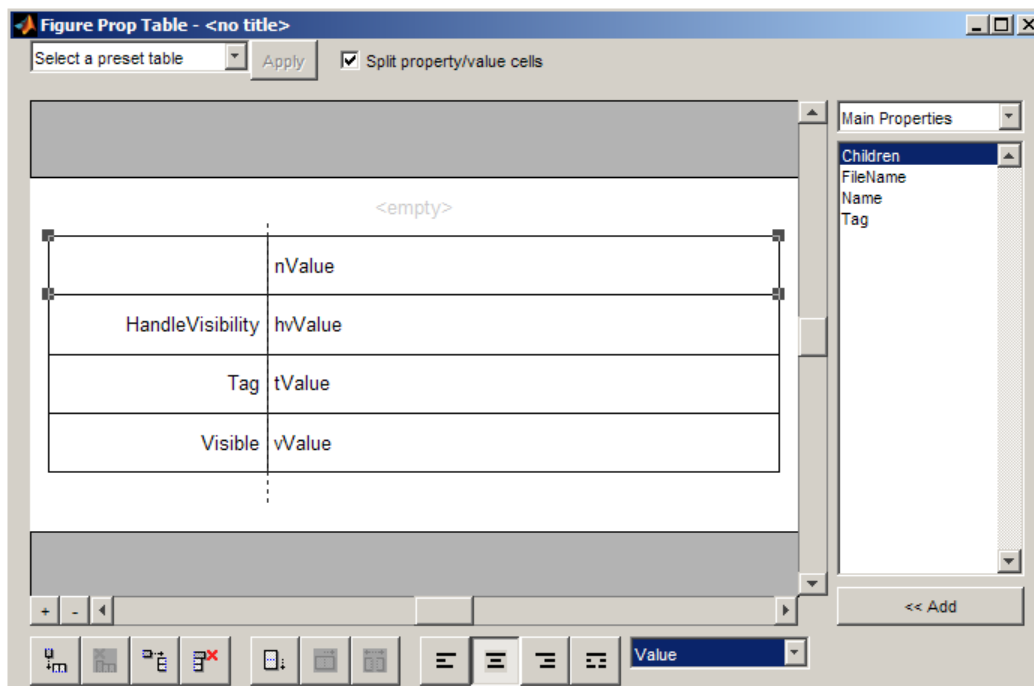 Figure Prop Table - <no title>
Select a preset table
Apply
Split property/value cells
Main Properties
Children
FileName
Name
Tag
<empty>
nValue
HandleVisibility hvValue
Tag tValue
Visible vValue
+ -
<< Add
Value